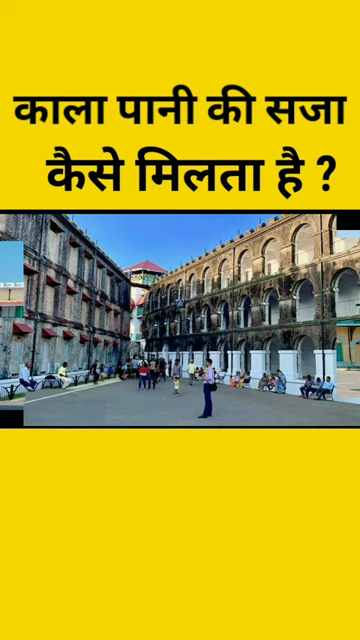 काला पानी की सजा
कैसे मिलता है ?